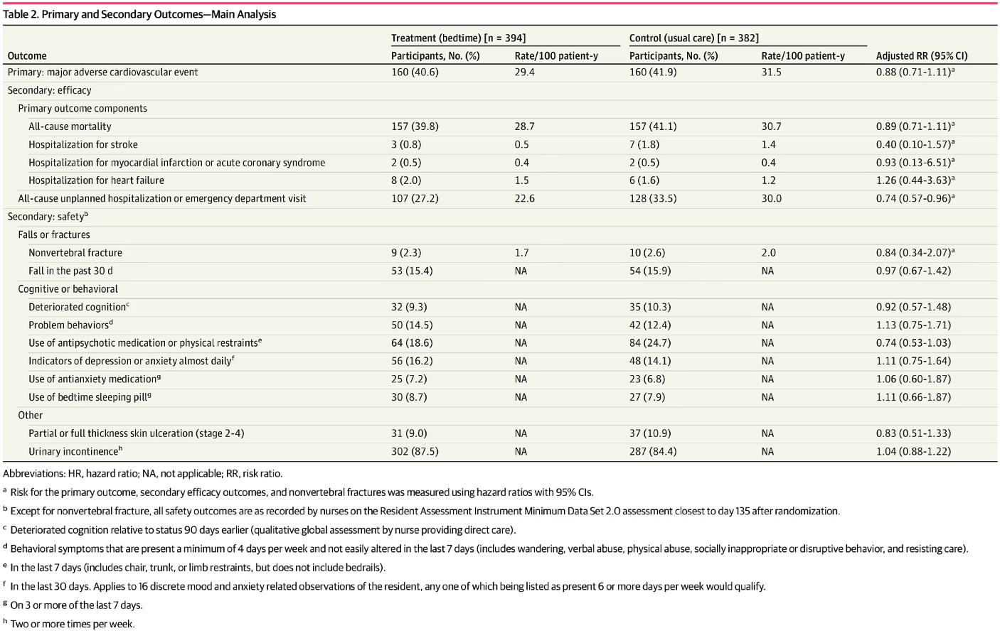 Table 2. Primary and Secondary Outcomes—Main Analysis
Treatment (bedtime) [n = 394] Control (usual care) [n = 382]
Outcome Participants, No. (%) Rate/100 patient-y Participants, No. (%) Rate/100 patient-y Adjusted RR (95% CI)
Primary: major adverse cardiovascular event 160 (40.6) 29.4 160 (41.9) 31.5 0.88 (0.71-1.11)ᵃ
Secondary: efficacy
Primary outcome components
All-cause mortality 157 (39.8) 28.7 157 (41.1) 30.7 0.89 (0.71-1.11)ᵃ
Hospitalization for stroke 3 (0.8) 0.5 7 (1.8) 1.4 0.40 (0.10-1.57)ᵃ
Hospitalization for myocardial infarction or acute coronary syndrome 2 (0.5) 0.4 2 (0.5) 0.4 0.93 (0.13-6.51)ᵃ
Hospitalization for heart failure 8 (2.0) 1.5 6 (1.6) 1.2 1.26 (0.44-3.63)ᵃ
All-cause unplanned hospitalization or emergency department visit 107 (27.2) 22.6 128 (33.5) 30.0 0.74 (0.57-0.96)ᵃ
Secondary: safetyᵇ
Falls or fractures
Nonvertebral fracture 9 (2.3) 1.7 10 (2.6) 2.0 0.84 (0.34-2.07)ᵃ
Fall in the past 30 d 53 (15.4) NA 54 (15.9) NA 0.97 (0.67-1.42)
Cognitive or behavioral
Deteriorated cognitionᶜ 32 (9.3) NA 35 (10.3) NA 0.92 (0.57-1.48)
Problem behaviorsᵈ 50 (14.5) NA 42 (12.4) NA 1.13 (0.75-1.71)
Use of antipsychotic medication or physical restraintsᵉ 64 (18.6) NA 84 (24.7) NA 0.74 (0.53-1.03)
Indicators of depression or anxiety almost dailyᶠ 56 (16.2) NA 48 (14.1) NA 1.11 (0.75-1.64)
Use of antianxiety medicationᵍ 25 (7.2) NA 23 (6.8) NA 1.06 (0.60-1.87)
Use of bedtime sleeping pillᵍ 30 (8.7) NA 27 (7.9) NA 1.11 (0.66-1.87)
Other
Partial or full thickness skin ulceration (stage 2-4) 31 (9.0) NA 37 (10.9) NA 0.83 (0.51-1.33)
Urinary incontinenceʰ 302 (87.5) NA 287 (84.4) NA 1.04 (0.88-1.22)
Abbreviations: HR, hazard ratio; NA, not applicable; RR, risk ratio.
ᵃ Risk for the primary outcome, secondary efficacy outcomes, and nonvertebral fractures was measured using hazard ratios with 95% CIs.
ᵇ Except for nonvertebral fracture, all safety outcomes are as recorded by nurses on the Resident Assessment Instrument Minimum Data Set 2.0 assessment closest to day 135 after randomization.
ᶜ Deteriorated cognition relative to status 90 days earlier (qualitative global assessment by nurse providing direct care).
ᵈ Behavioral symptoms that are present a minimum of 4 days per week and not easily altered in the last 7 days (includes wandering, verbal abuse, physical abuse, socially inappropriate or disruptive behavior, and resisting care).
ᵉ In the last 7 days (includes chair, trunk, or limb restraints, but does not include bedrails).
ᶠ In the last 30 days. Applies to 16 discrete mood and anxiety related observations of the resident, any one of which being listed as present 6 or more days per week would qualify.
ᵍ On 3 or more of the last 7 days.
ʰ Two or more times per week.